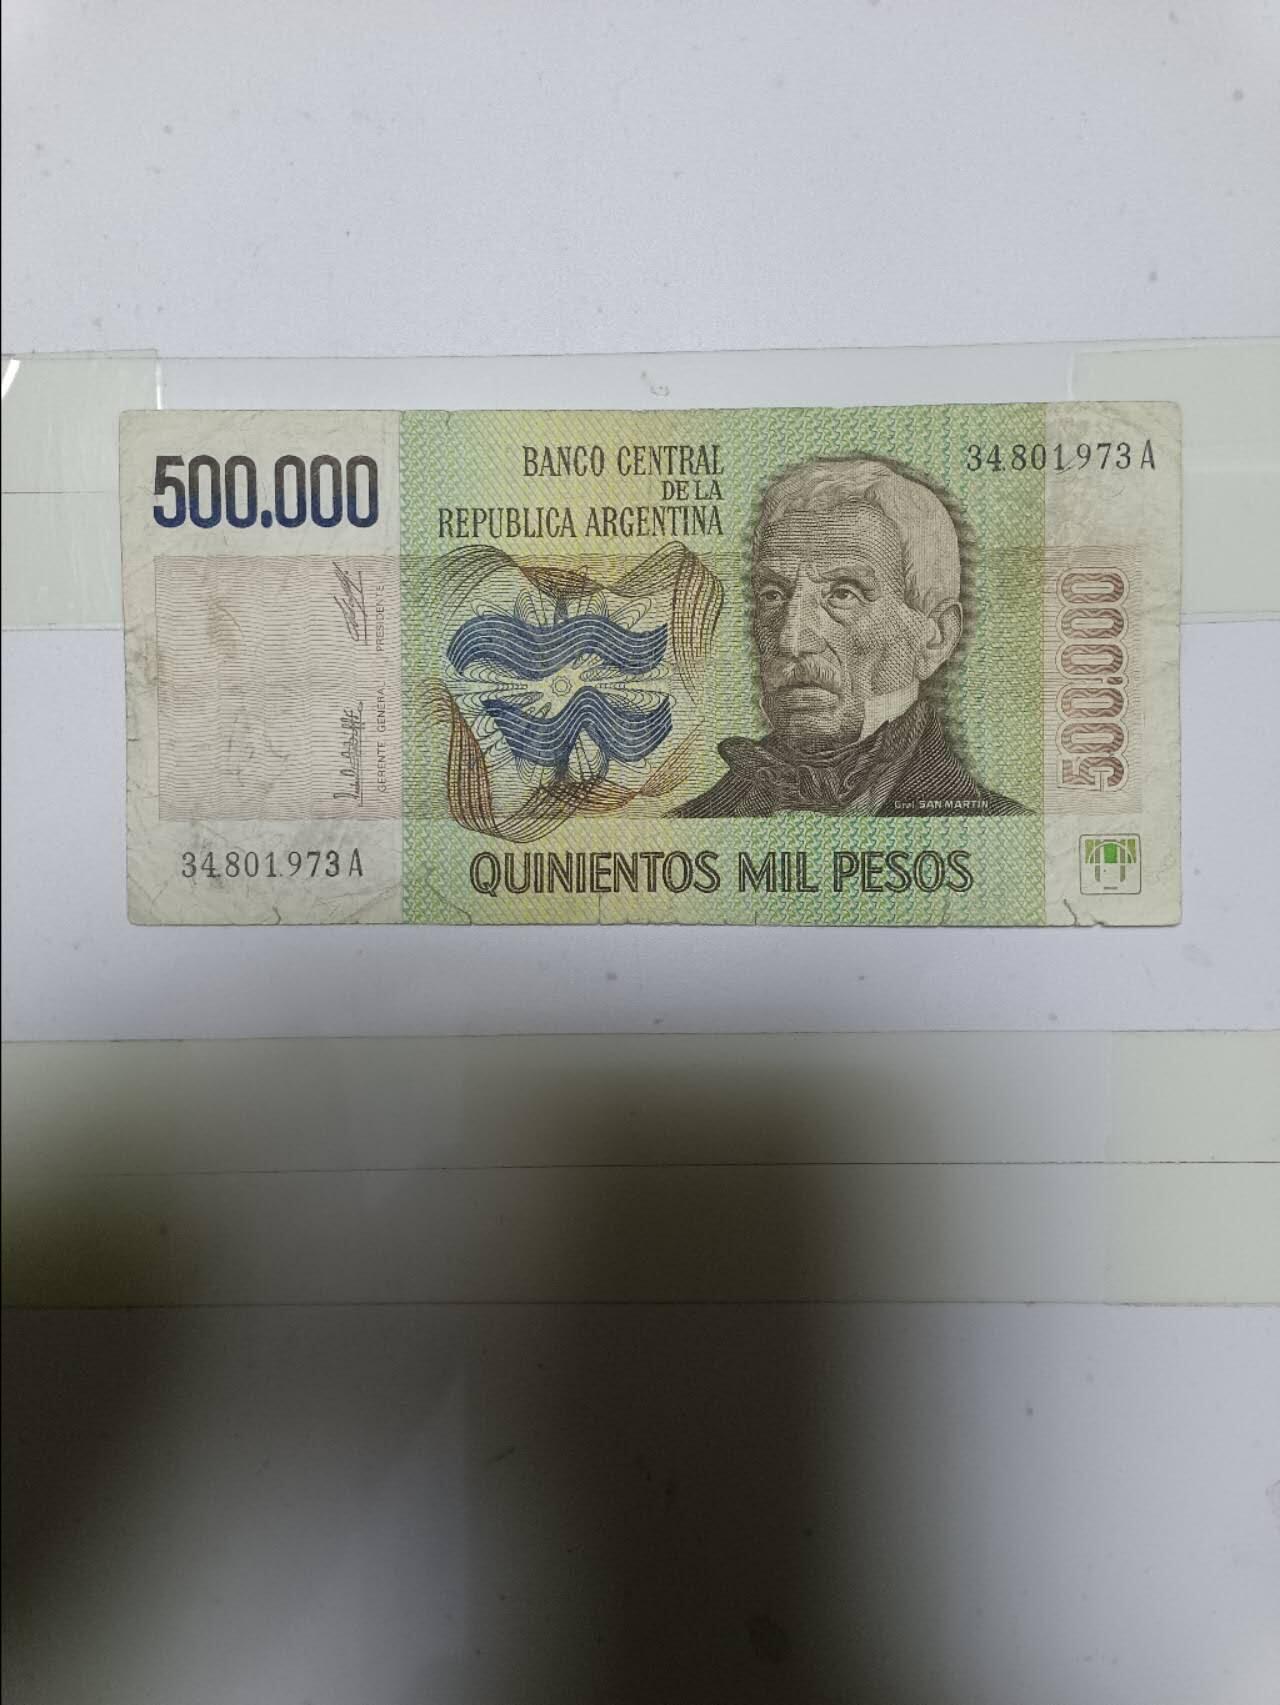 500.000
BANCO CENTRAL
DE LA
REPUBLICA ARGENTINA
34.801.973 A
PRESIDENTE
GERENTE GENERAL
500.000
Gral SAN MARTIN
34.801.973 A
QUINIENTOS MIL PESOS